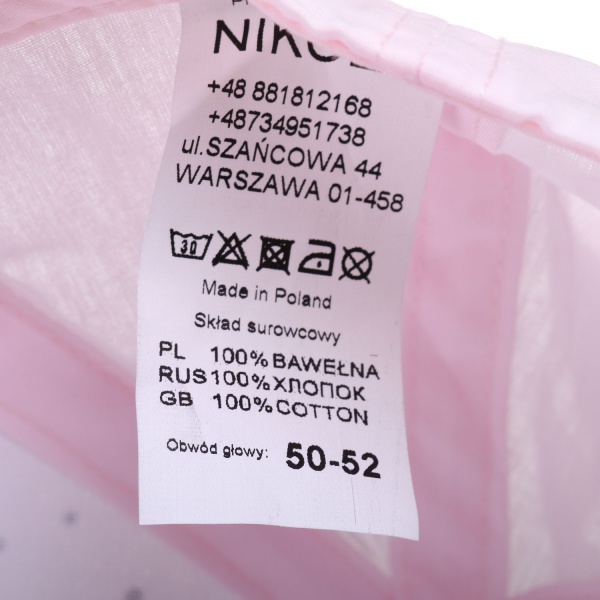 +48 881812168
+48734951738
ul.SZAŃCOWA 44
WARSZAWA 01-458
30
Made in Poland
Skład surowcowy
PL 100% BAWEŁNA
RUS 100% ХЛОПОК
GB 100% COTTON
Obwód głowy: 50-52